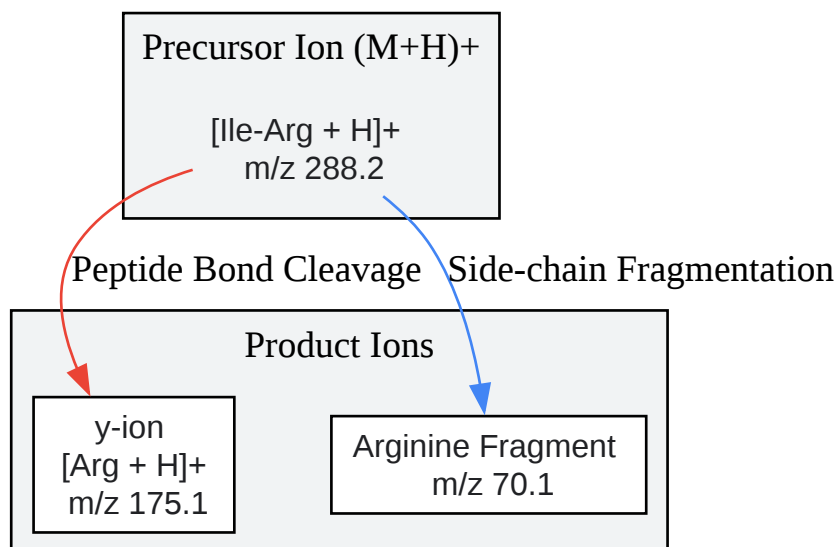 Precursor Ion (M+H)+
[Ile-Arg + H]+
m/z 288.2
Peptide Bond Cleavage
Side-chain Fragmentation
Product Ions
y-ion
[Arg + H]+
m/z 175.1
Arginine Fragment
m/z 70.1